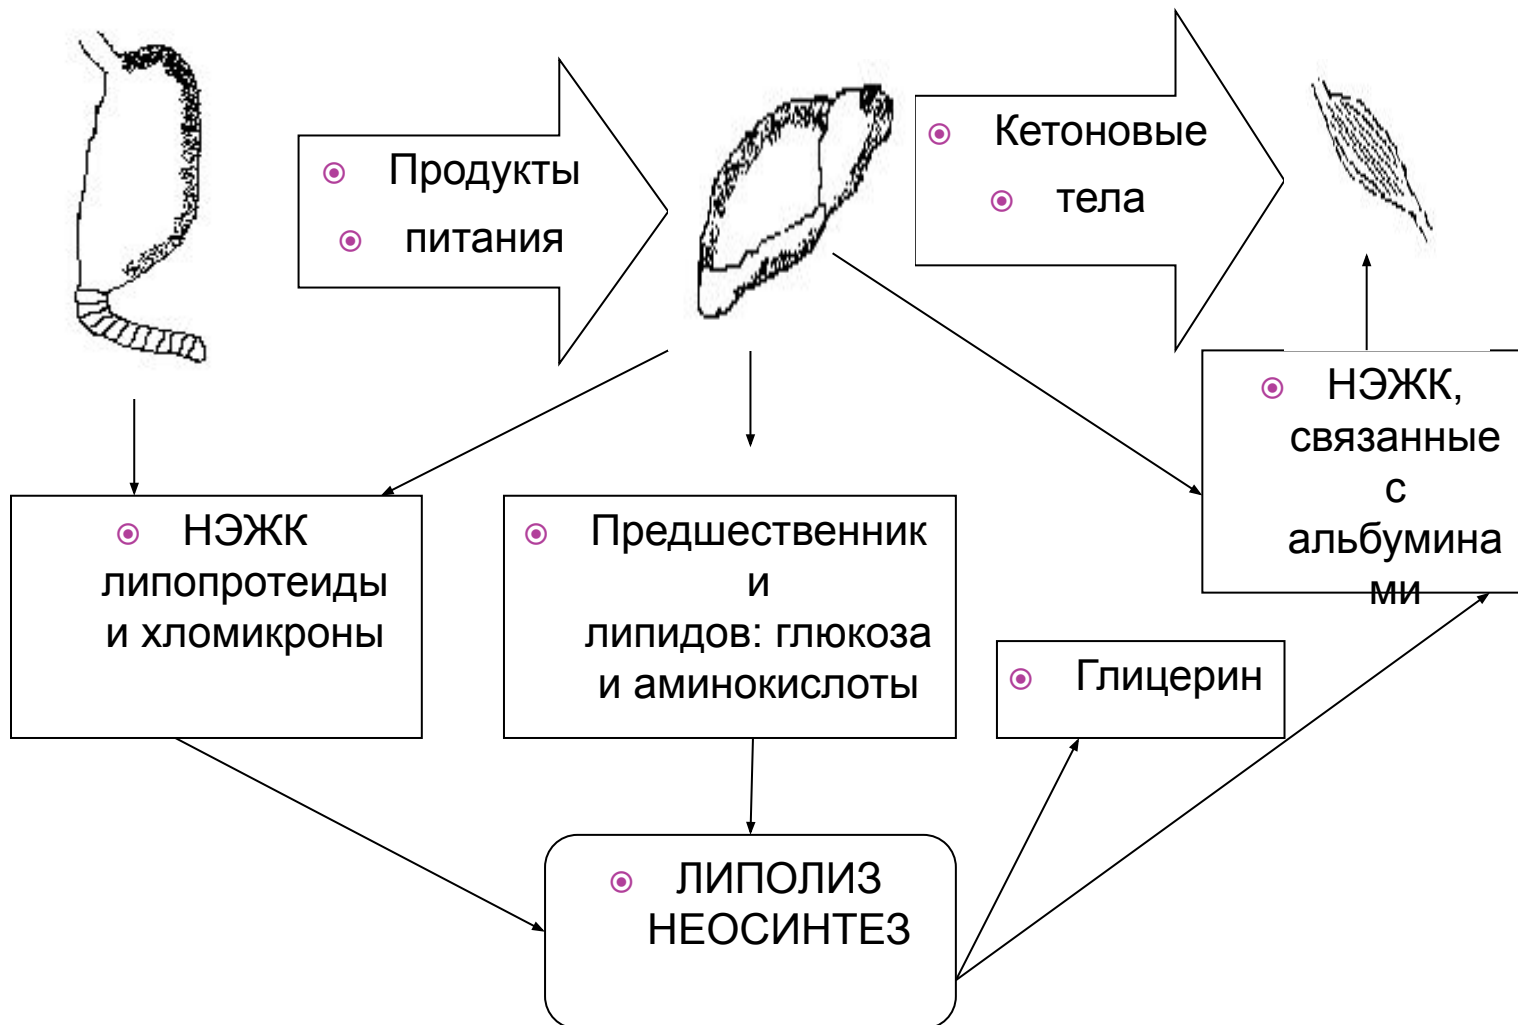 Продукты
питания
Кетоновые
тела
НЭЖК,
связанные
с
альбумина
ми
НЭЖК
липопротеиды
и хломикроны
Предшественник
и
липидов: глюкоза
и аминокислоты
Глицерин
ЛИПОЛИЗ
НЕОСИНТЕЗ